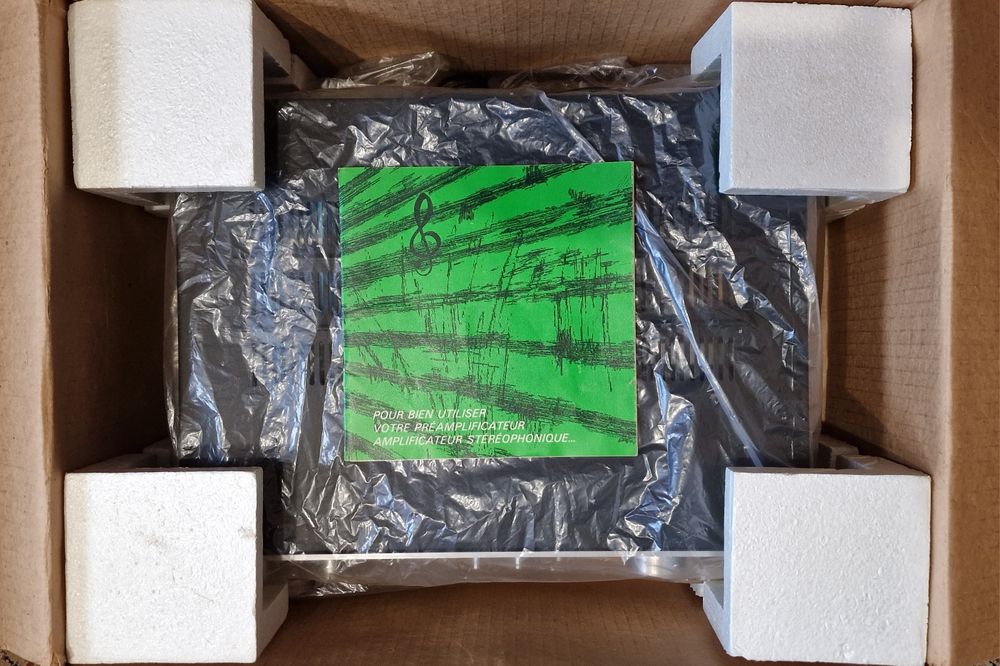 POUR BIEN UTILISER
VOTRE PRÉAMPLIFICATEUR
AMPLIFICATEUR STÉRÉOPHONIQUE...